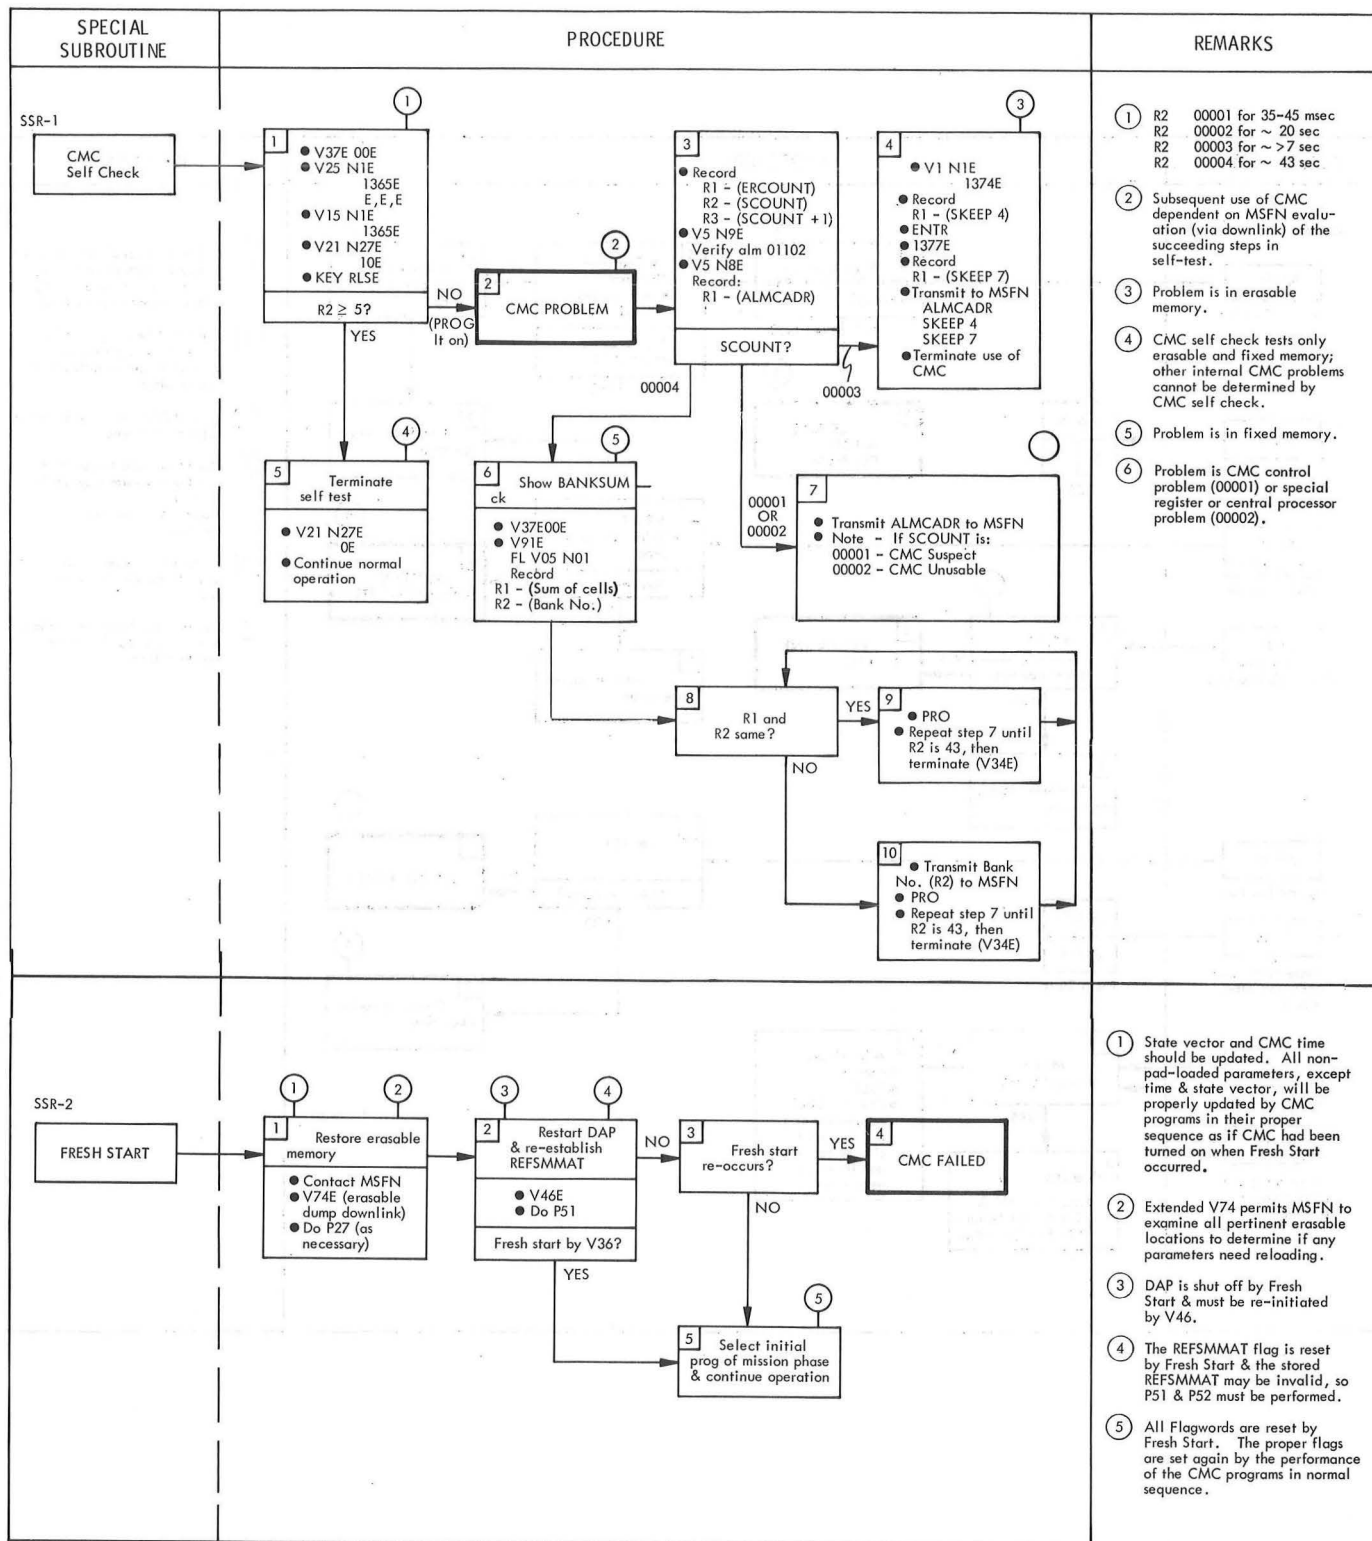 SPECIAL
SUBROUTINE
PROCEDURE
REMARKS
SSR-1
CMC
Self Check
1
1
● V37E 00E
● V25 N1E
1365E
E,E,E
● V15 N1E
1365E
● V21 N27E
10E
● KEY RLSE
R2 ≥ 5?
NO
(PROG
lt on)
YES
2
2
CMC PROBLEM
3
● Record
R1 - (ERCOUNT)
R2 - (SCOUNT)
R3 - (SCOUNT +1)
● V5 N9E
Verify alm 01102
● V5 N8E
Record:
R1 - (ALMCADR)
SCOUNT?
00004
00003
00001
OR
00002
3
4
● V1 N1E
1374E
● Record
R1 - (SKEEP 4)
● ENTR
● 1377E
● Record
R1 - (SKEEP 7)
● Transmit to MSFN
ALMCADR
SKEEP 4
SKEEP 7
● Terminate use of
CMC
4
5
Terminate
self test
● V21 N27E
0E
● Continue normal
operation
5
6
Show BANKSUM
ck
● V37E00E
● V91E
FL V05 N01
Record
R1 - (Sum of cells)
R2 - (Bank No.)
7
● Transmit ALMCADR to MSFN
● Note - If SCOUNT is:
00001 - CMC Suspect
00002 - CMC Unusable
8
R1 and
R2 same?
YES
NO
9
● PRO
● Repeat step 7 until
R2 is 43, then
terminate (V34E)
10
● Transmit Bank
No. (R2) to MSFN
● PRO
● Repeat step 7 until
R2 is 43, then
terminate (V34E)
1 R2 00001 for 35-45 msec
R2 00002 for ~ 20 sec
R2 00003 for ~ >7 sec
R2 00004 for ~ 43 sec
2 Subsequent use of CMC
dependent on MSFN evalu-
ation (via downlink) of the
succeeding steps in
self-test.
3 Problem is in erasable
memory.
4 CMC self check tests only
erasable and fixed memory;
other internal CMC problems
cannot be determined by
CMC self check.
5 Problem is in fixed memory.
6 Problem is CMC control
problem (00001) or special
register or central processor
problem (00002).
SSR-2
FRESH START
1
2
1
Restore erasable
memory
● Contact MSFN
● V74E (erasable
dump downlink)
● Do P27 (as
necessary)
3
4
2
Restart DAP
& re-establish
REFSMMAT
● V46E
● Do P51
Fresh start by V36?
NO
YES
3
Fresh start
re-occurs?
YES
NO
4
CMC FAILED
5
5
Select initial
prog of mission phase
& continue operation
1 State vector and CMC time
should be updated. All non-
pad-loaded parameters, except
time & state vector, will be
properly updated by CMC
programs in their proper
sequence as if CMC had been
turned on when Fresh Start
occurred.
2 Extended V74 permits MSFN to
examine all pertinent erasable
locations to determine if any
parameters need reloading.
3 DAP is shut off by Fresh
Start & must be re-initiated
by V46.
4 The REFSMMAT flag is reset
by Fresh Start & the stored
REFSMMAT may be invalid, so
P51 & P52 must be performed.
5 All Flagwords are reset by
Fresh Start. The proper flags
are set again by the performance
of the CMC programs in normal
sequence.